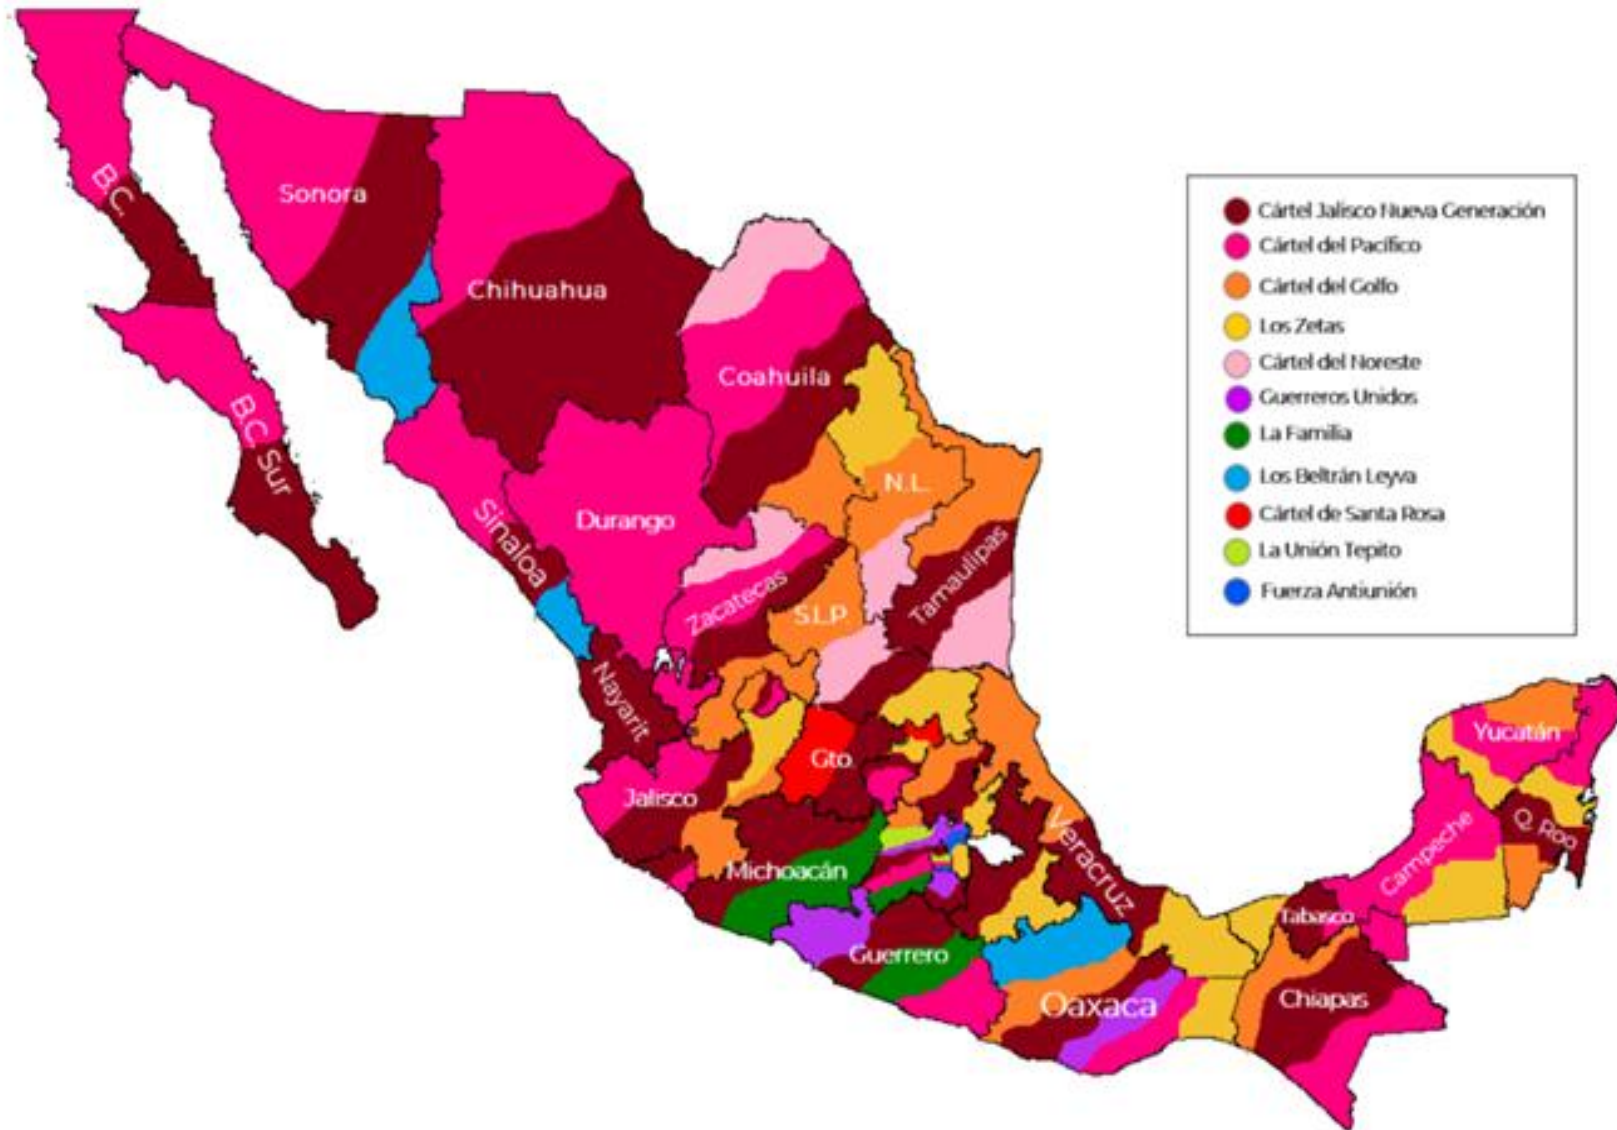 B.C.
Sonora
Chihuahua
Coahuila
B.C. Sur
Sinaloa
Durango
N.L.
Zacatecas
S.L.P.
Tamaulipas
Nayarit
Jalisco
Gto.
Michoacán
Guerrero
Veracruz
Oaxaca
Tabasco
Chiapas
Campeche
Yucatán
Q. Roo
Cártel Jalisco Nueva Generación
Cártel del Pacífico
Cártel del Golfo
Los Zetas
Cártel del Noreste
Guerreros Unidos
La Familia
Los Beltrán Leyva
Cártel de Santa Rosa
La Unión Tepito
Fuerza Antiunión